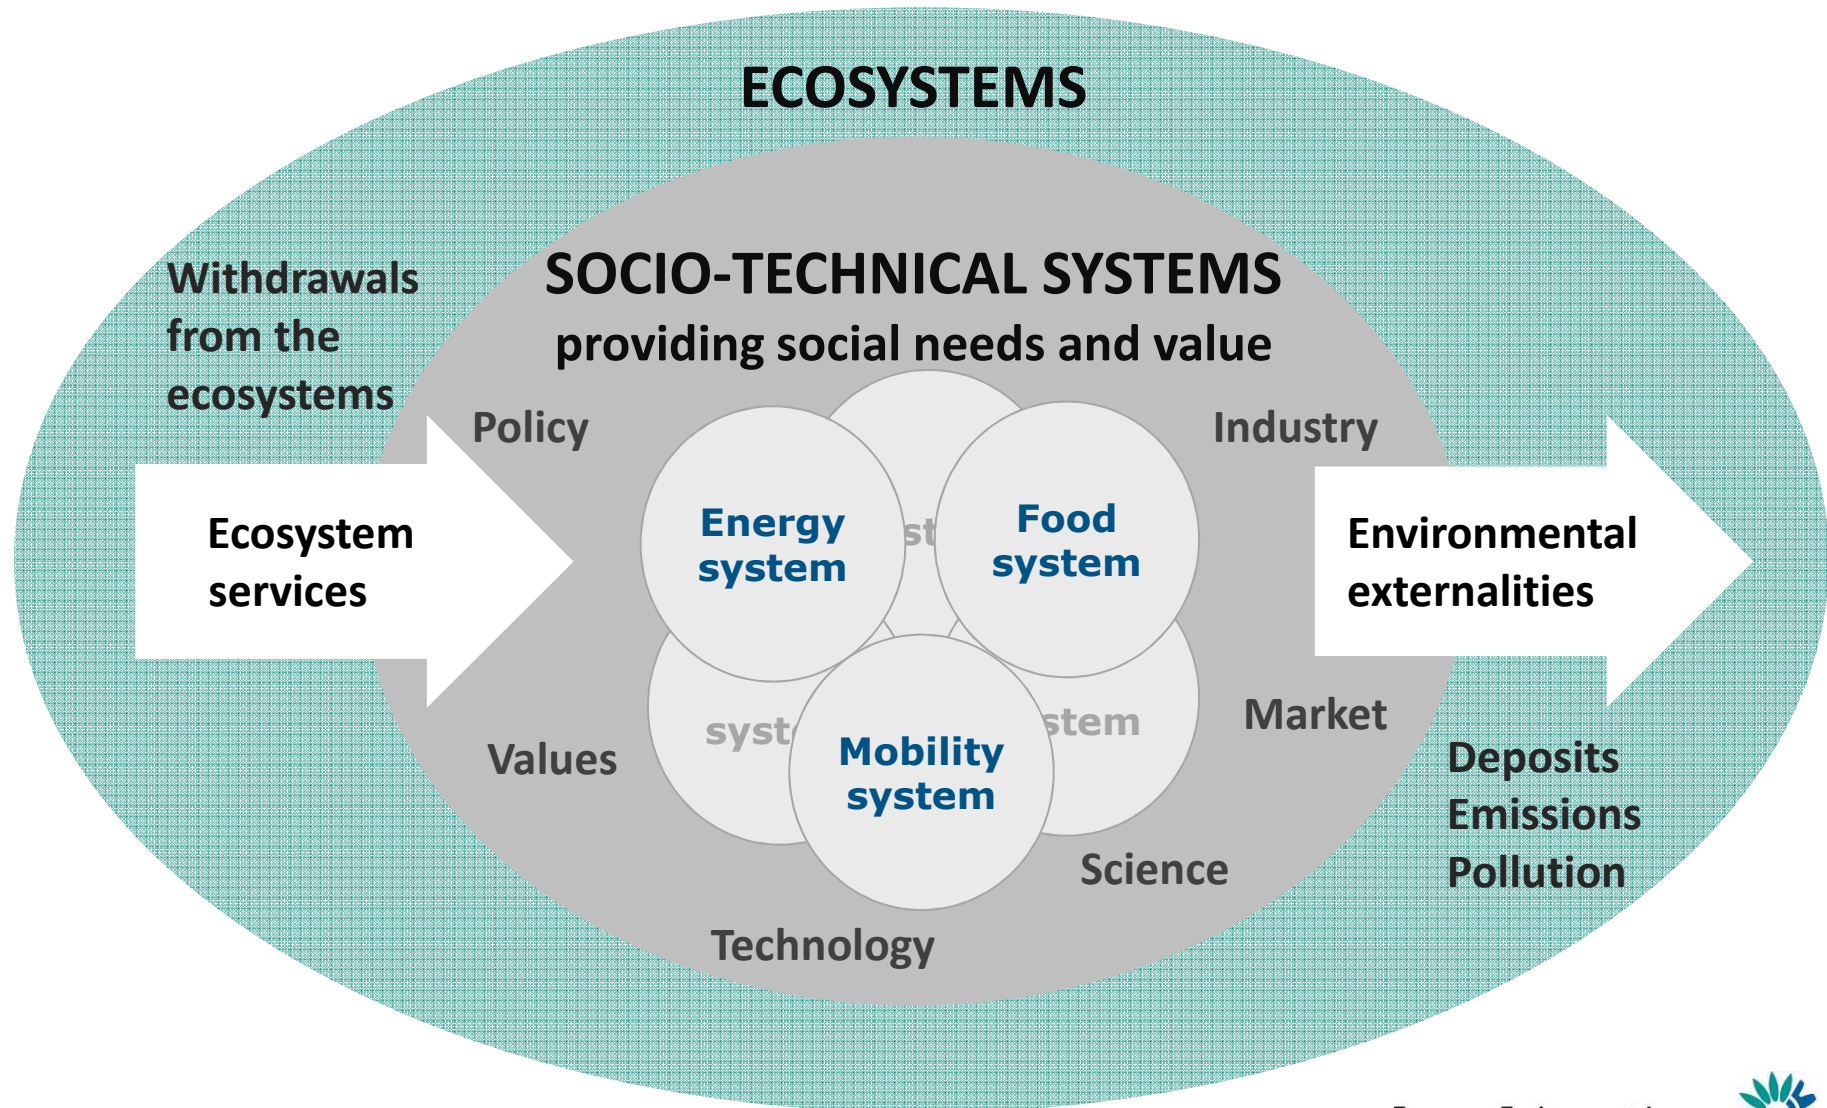 ECOSYSTEMS
Withdrawals
from the
ecosystems
SOCIO-TECHNICAL SYSTEMS
providing social needs and value
Policy
Industry
Ecosystem
services
Energy
system
Food
system
Environmental
externalities
syst
stem
Mobility
system
Values
Market
Deposits
Emissions
Pollution
Science
Technology